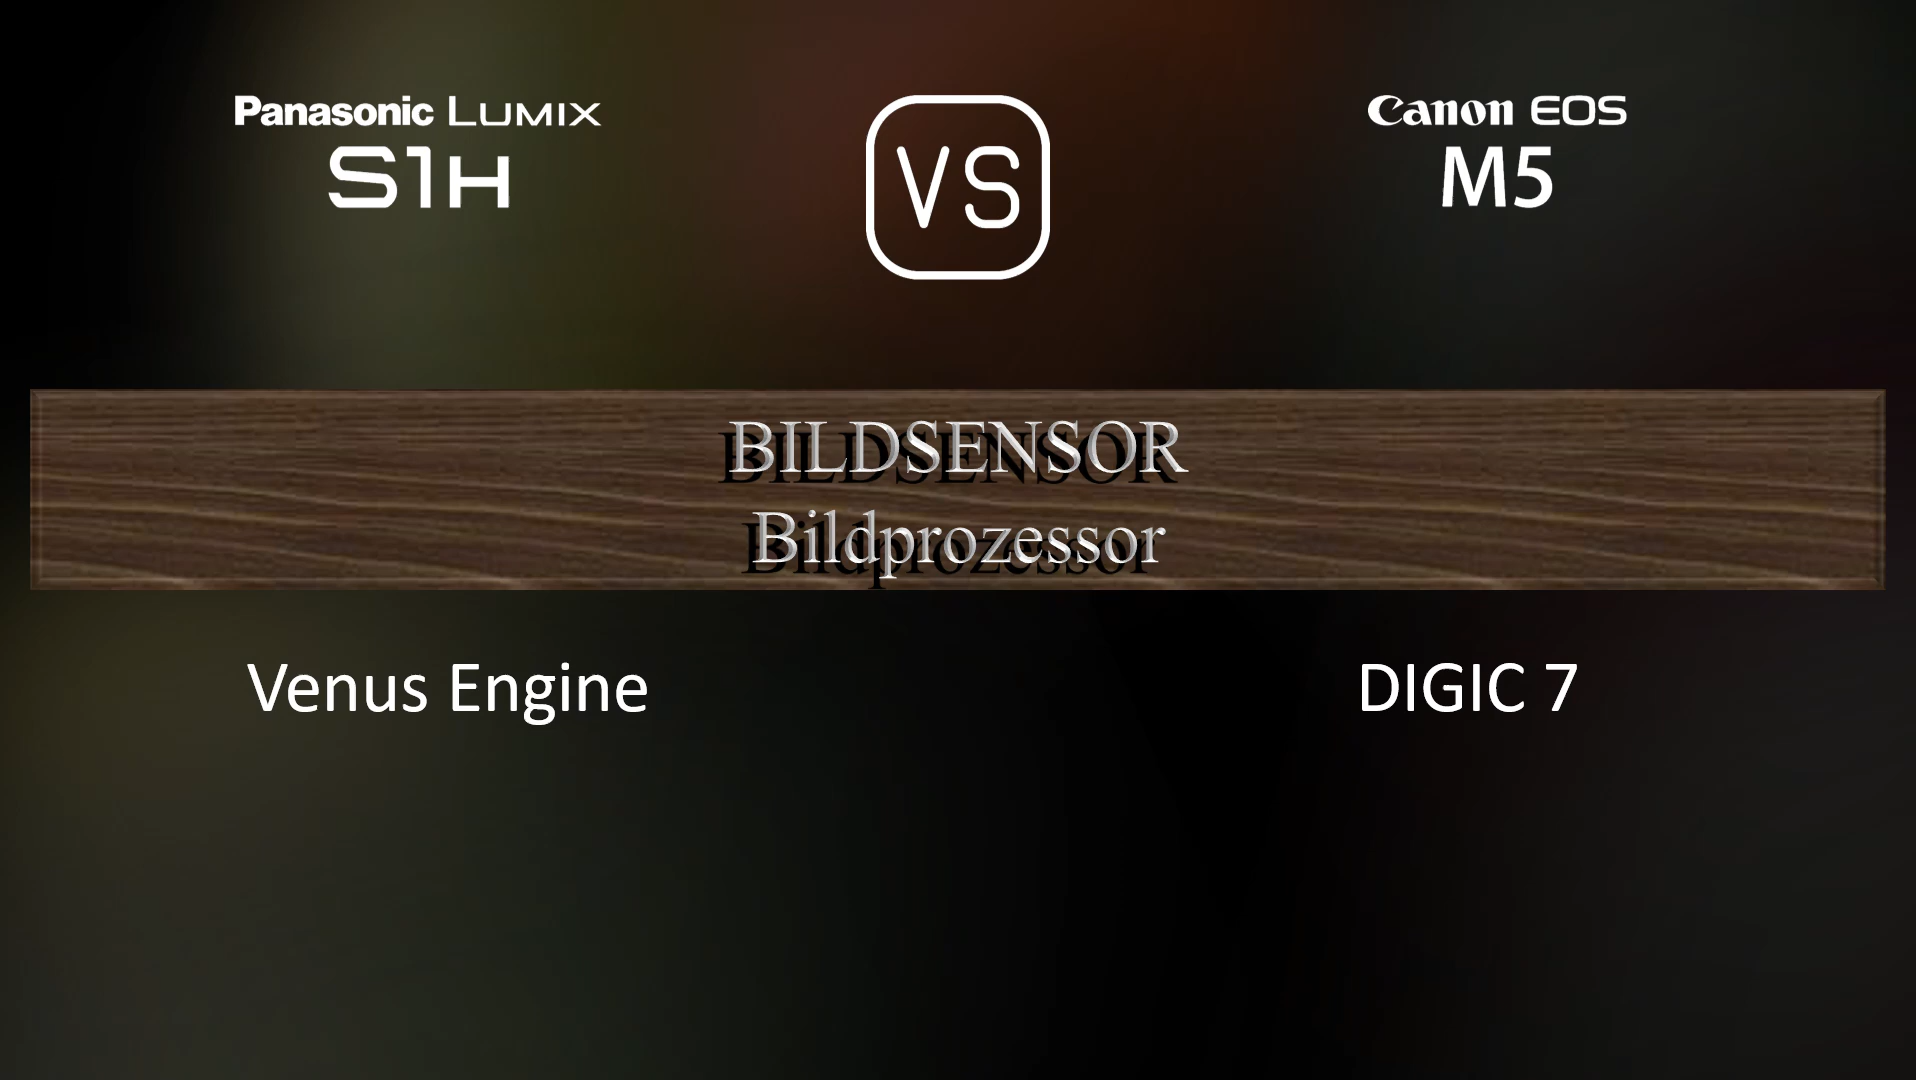 Panasonic LUMIX
S1H
VS
Canon EOS
M5
BILDSENSOR
Bildprozessor
Venus Engine
DIGIC 7